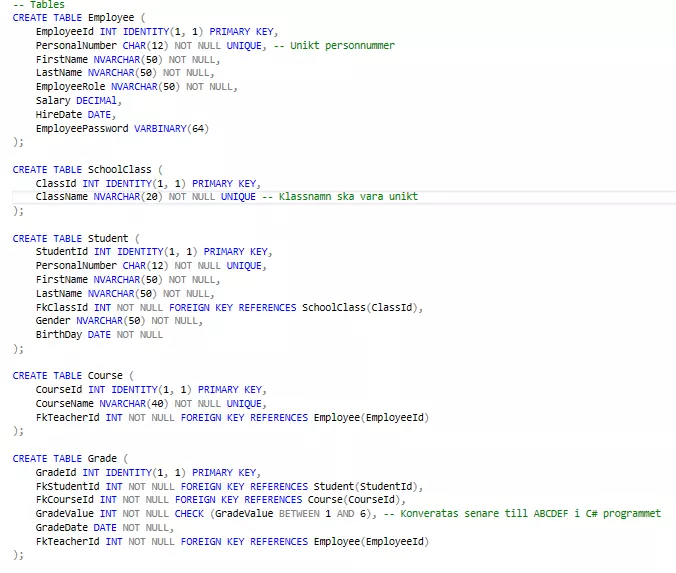 -- Tables
CREATE TABLE Employee (
    EmployeeId INT IDENTITY(1, 1) PRIMARY KEY,
    PersonalNumber CHAR(12) NOT NULL UNIQUE, -- Unikt personnummer
    FirstName NVARCHAR(50) NOT NULL,
    LastName NVARCHAR(50) NOT NULL,
    EmployeeRole NVARCHAR(50) NOT NULL,
    Salary DECIMAl,
    HireDate DATE,
    EmployeePassword VARBINARY(64)
);

CREATE TABLE SchoolClass (
    ClassId INT IDENTITY(1, 1) PRIMARY KEY,
    ClassName NVARCHAR(20) NOT NULL UNIQUE -- Klassnamn ska vara unikt
);

CREATE TABLE Student (
    StudentId INT IDENTITY(1, 1) PRIMARY KEY,
    PersonalNumber CHAR(12) NOT NULL UNIQUE,
    FirstName NVARCHAR(50) NOT NULL,
    LastName NVARCHAR(50) NOT NULL,
    FkClassId INT NOT NULL FOREIGN KEY REFERENCES SchoolClass(ClassId),
    Gender NVARCHAR(50) NOT NULL,
    BirthDay DATE NOT NULL
);

CREATE TABLE Course (
    CourseId INT IDENTITY(1, 1) PRIMARY KEY,
    CourseName NVARCHAR(40) NOT NULL UNIQUE,
    FkTeacherId INT NOT NULL FOREIGN KEY REFERENCES Employee(EmployeeId)
);

CREATE TABLE Grade (
    GradeId INT IDENTITY(1, 1) PRIMARY KEY,
    FkStudentId INT NOT NULL FOREIGN KEY REFERENCES Student(StudentId),
    FkCourseId INT NOT NULL FOREIGN KEY REFERENCES Course(CourseId),
    GradeValue INT NOT NULL CHECK (GradeValue BETWEEN 1 AND 6), -- Konveratas senare till ABCDEF i C# programmet
    GradeDate DATE NOT NULL,
    FkTeacherId INT NOT NULL FOREIGN KEY REFERENCES Employee(EmployeeId)
);